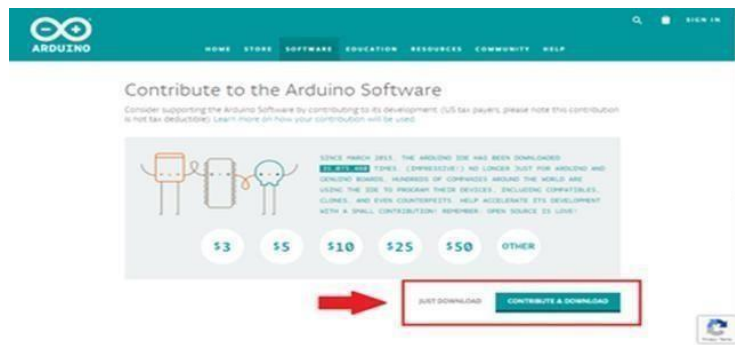 SIGN IN
ARDUINO
HOME STORE SOFTWARE EDUCATION RESOURCES COMMUNITY HELP
Contribute to the Arduino Software
Consider supporting the Arduino Software by contributing to its development. (US tax payers, please note this contribution
is not tax deductible). Learn more on how your contribution will be used.
SINCE MARCH 2015, THE ARDUINO IDE HAS BEEN DOWNLOADED
TIMES. (IMPRESSIVE!) NO LONGER JUST FOR ARDUINO AND
GENUINO BOARDS, HUNDREDS OF COMPANIES AROUND THE WORLD ARE
USING THE IDE TO PROGRAM THEIR DEVICES, INCLUDING COMPATIBLES,
CLONES, AND EVEN COUNTERFEITS. HELP ACCELERATE ITS DEVELOPMENT
WITH A SMALL CONTRIBUTION! REMEMBER: OPEN SOURCE IS LOVE!
$3 $5 $10 $25 $50 OTHER
JUST DOWNLOAD CONTRIBUTE & DOWNLOAD